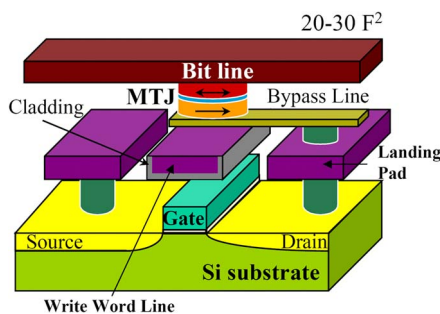 20-30 F²
Bit line
MTJ
Bypass Line
Cladding
Landing
Pad
Gate
Source
Drain
Si substrate
Write Word Line